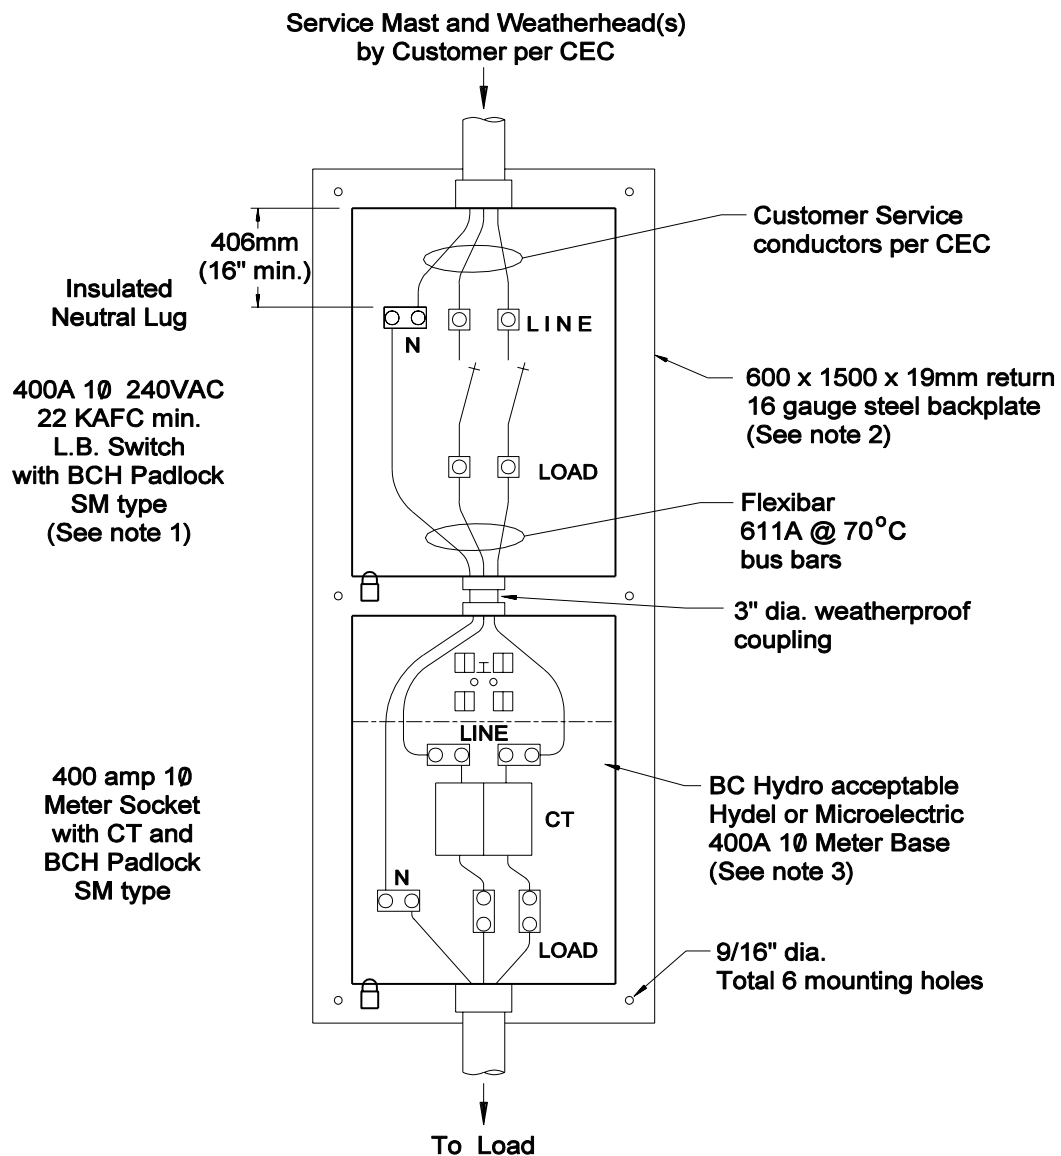 Service Mast and Weatherhead(s)
by Customer per CEC
406mm
(16" min.)
Customer Service
conductors per CEC
Insulated
Neutral Lug
N
LINE
400A 1Ø 240VAC
22 KAFC min.
L.B. Switch
with BCH Padlock
SM type
(See note 1)
600 x 1500 x 19mm return
16 gauge steel backplate
(See note 2)
LOAD
Flexibar
611A @ 70°C
bus bars
3" dia. weatherproof
coupling
LINE
400 amp 1Ø
Meter Socket
with CT and
BCH Padlock
SM type
CT
BC Hydro acceptable
Hydel or Microelectric
400A 1Ø Meter Base
(See note 3)
N
LOAD
9/16" dia.
Total 6 mounting holes
To Load